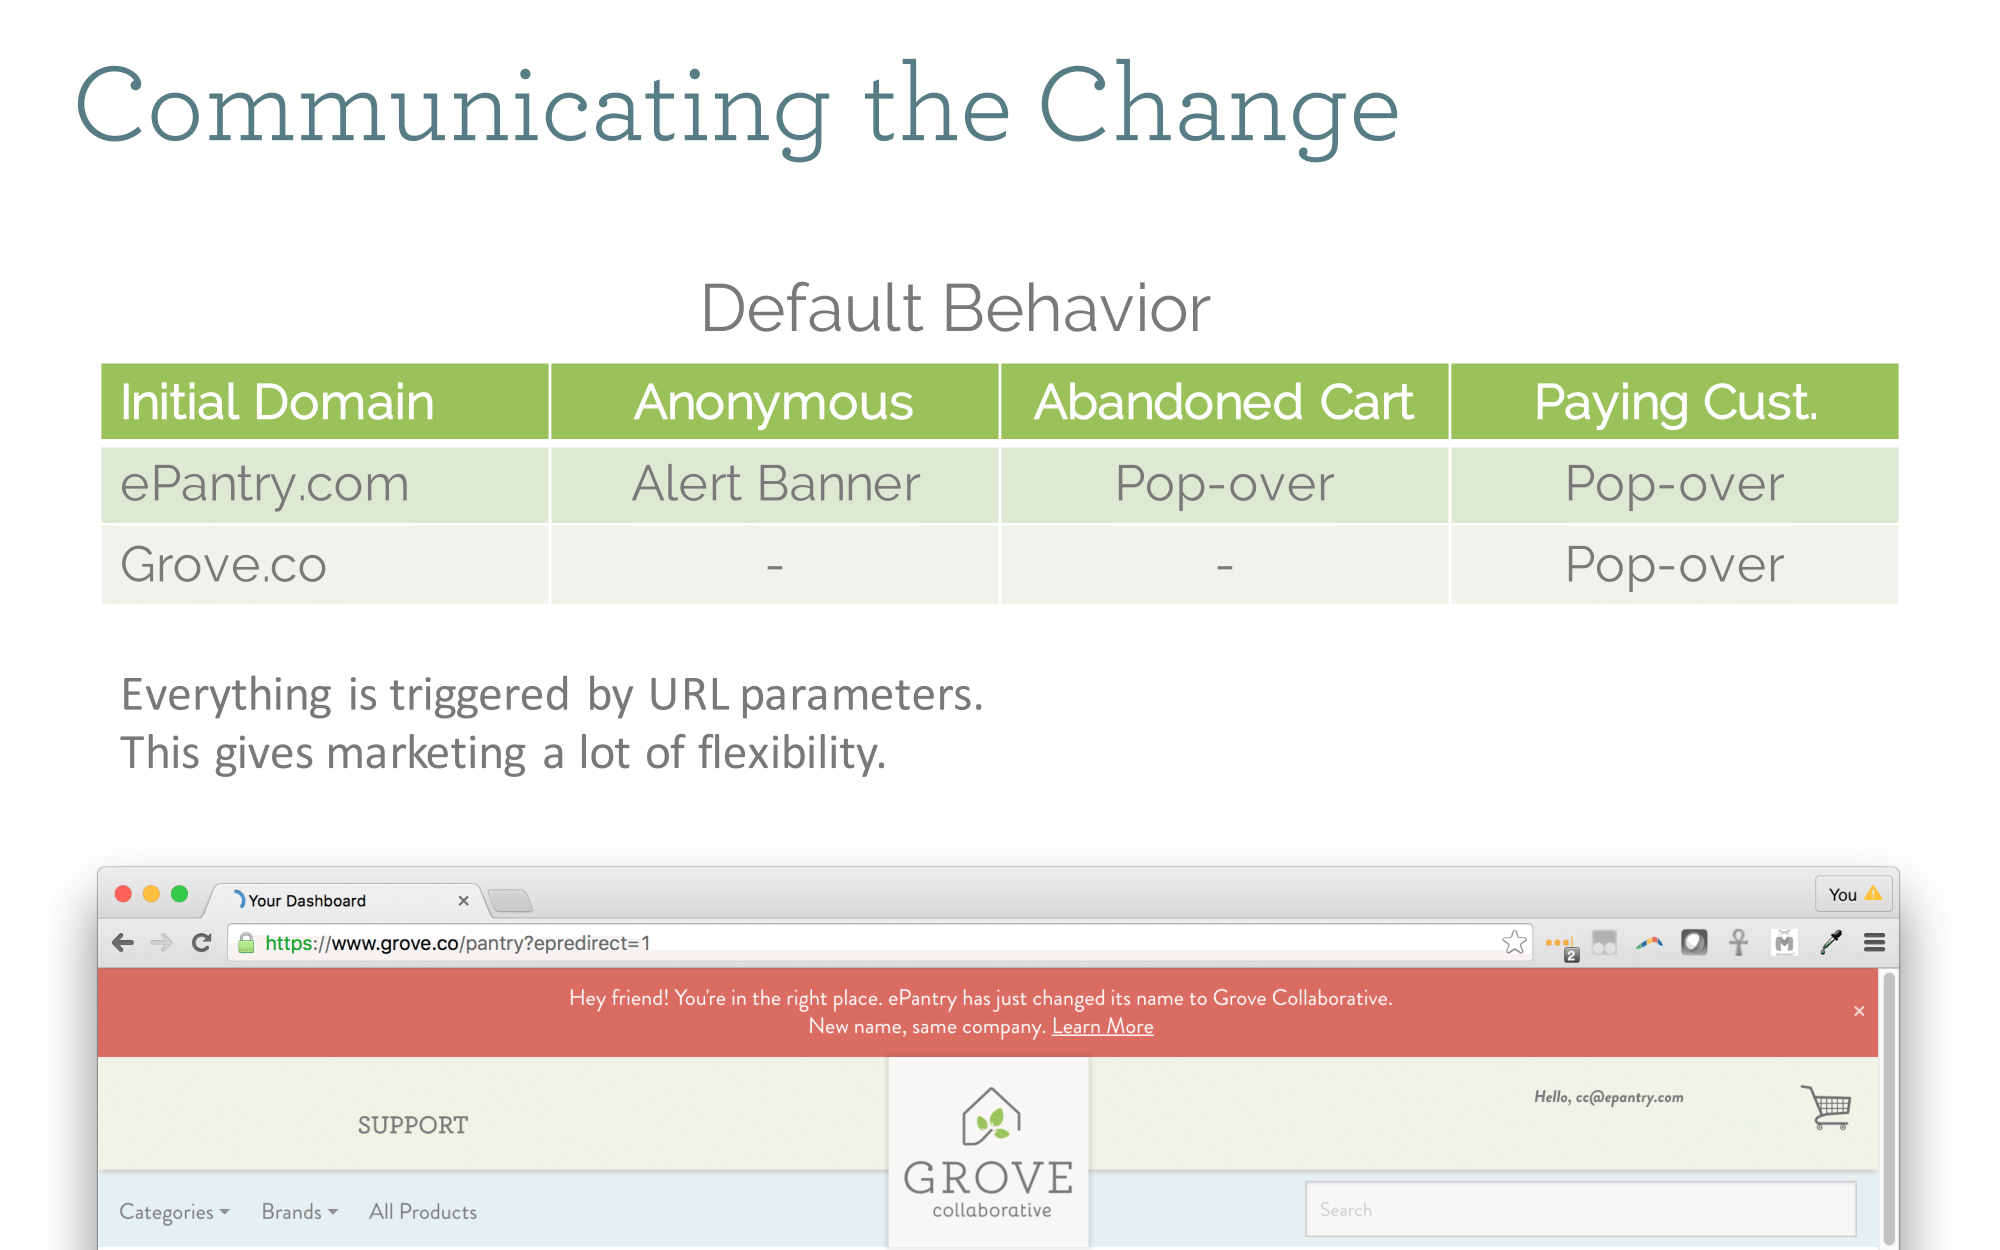 Communicating the Change
Default Behavior
Initial Domain Anonymous Abandoned Cart Paying Cust.
ePantry.com Alert Banner Pop-over Pop-over
Grove.co - - Pop-over
Everything is triggered by URL parameters.
This gives marketing a lot of flexibility.
Your Dashboard
You
https://www.grove.co/pantry?epredirect=1
2
M
Hey friend! You're in the right place. ePantry has just changed its name to Grove Collaborative.
New name, same company. Learn More
Hello, cc@epantry.com
SUPPORT
GROVE
collaborative
Categories Brands All Products
Search